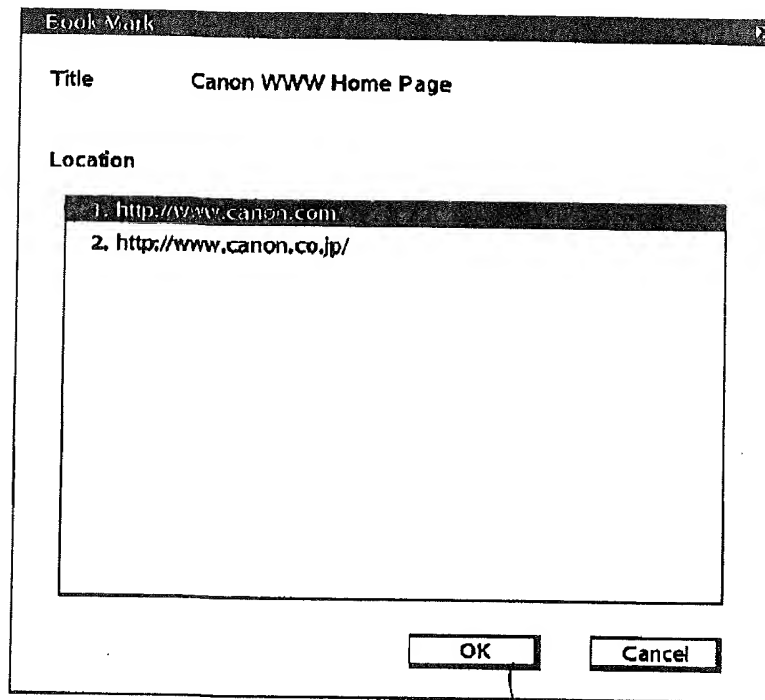 Book Mark
Title Canon WWW Home Page
Location
1. http://www.canon.com/
2. http://www.canon.co.jp/
OK Cancel